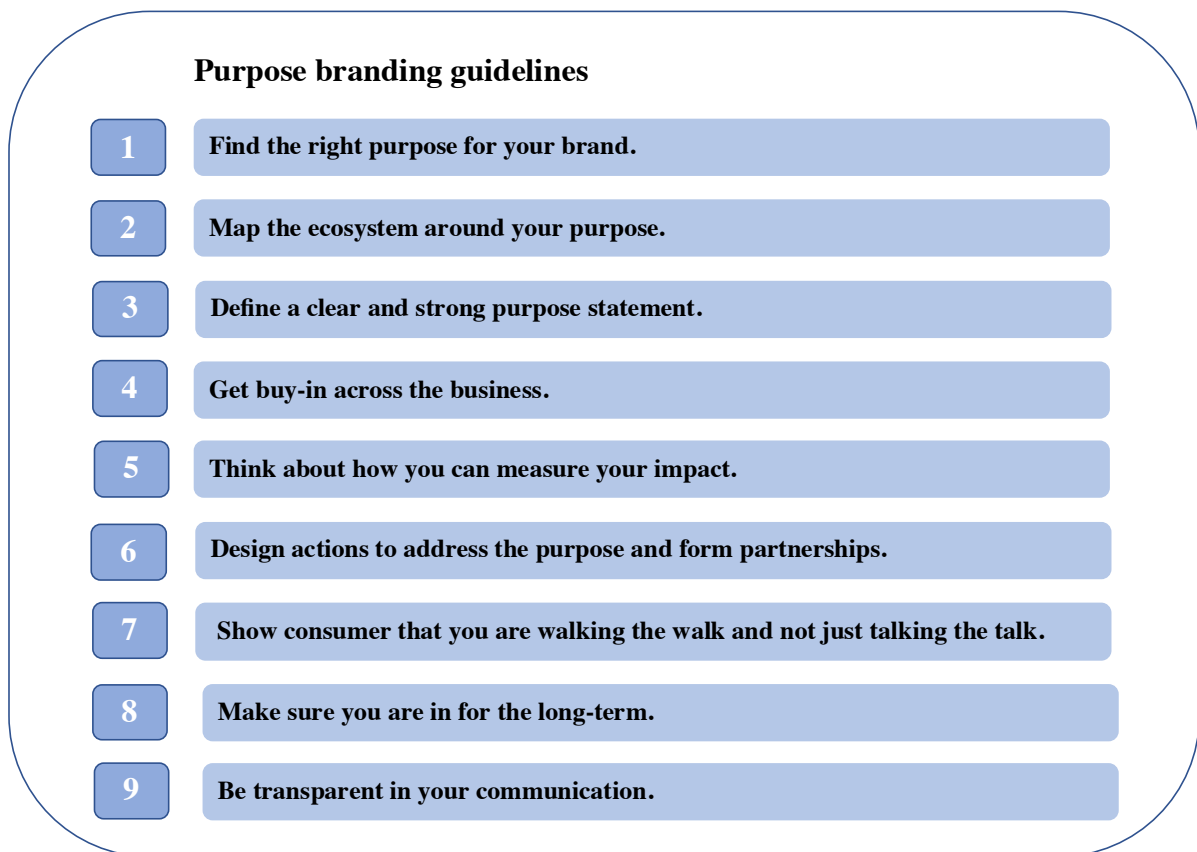 Purpose branding guidelines
1 Find the right purpose for your brand.
2 Map the ecosystem around your purpose.
3 Define a clear and strong purpose statement.
4 Get buy-in across the business.
5 Think about how you can measure your impact.
6 Design actions to address the purpose and form partnerships.
7 Show consumer that you are walking the walk and not just talking the talk.
8 Make sure you are in for the long-term.
9 Be transparent in your communication.